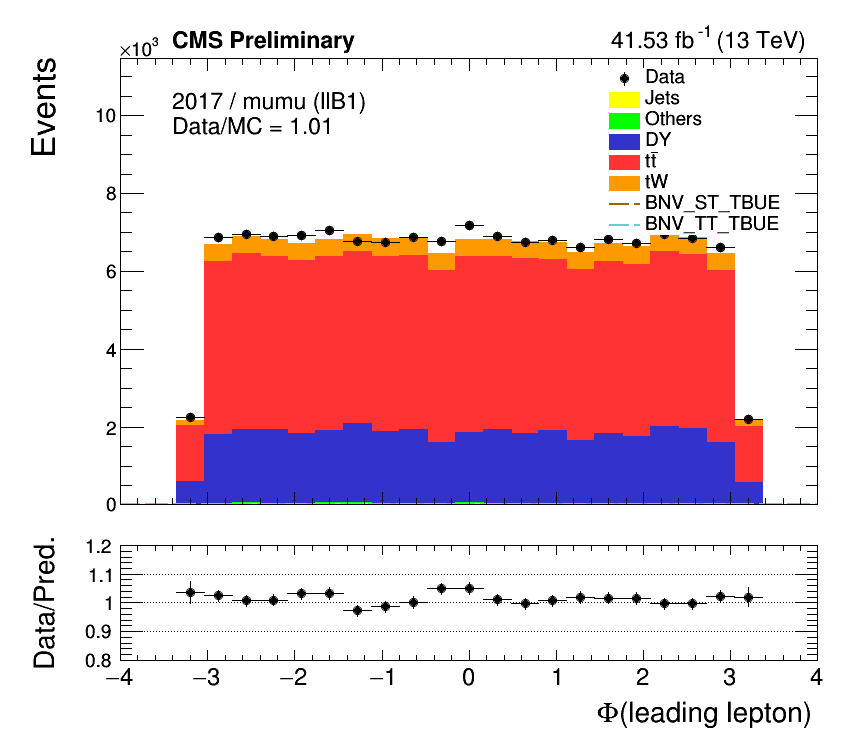 ×10³ CMS Preliminary 41.53 fb⁻¹ (13 TeV)
Events
2017 / mumu (llB1)
Data/MC = 1.01
Data
Jets
Others
DY
tt̄
tW
BNV_ST_TBUE
BNV_TT_TBUE
10
8
6
4
2
0
Data/Pred.
1.2
1.1
1
0.9
0.8
−4 −3 −2 −1 0 1 2 3 4
Φ(leading lepton)